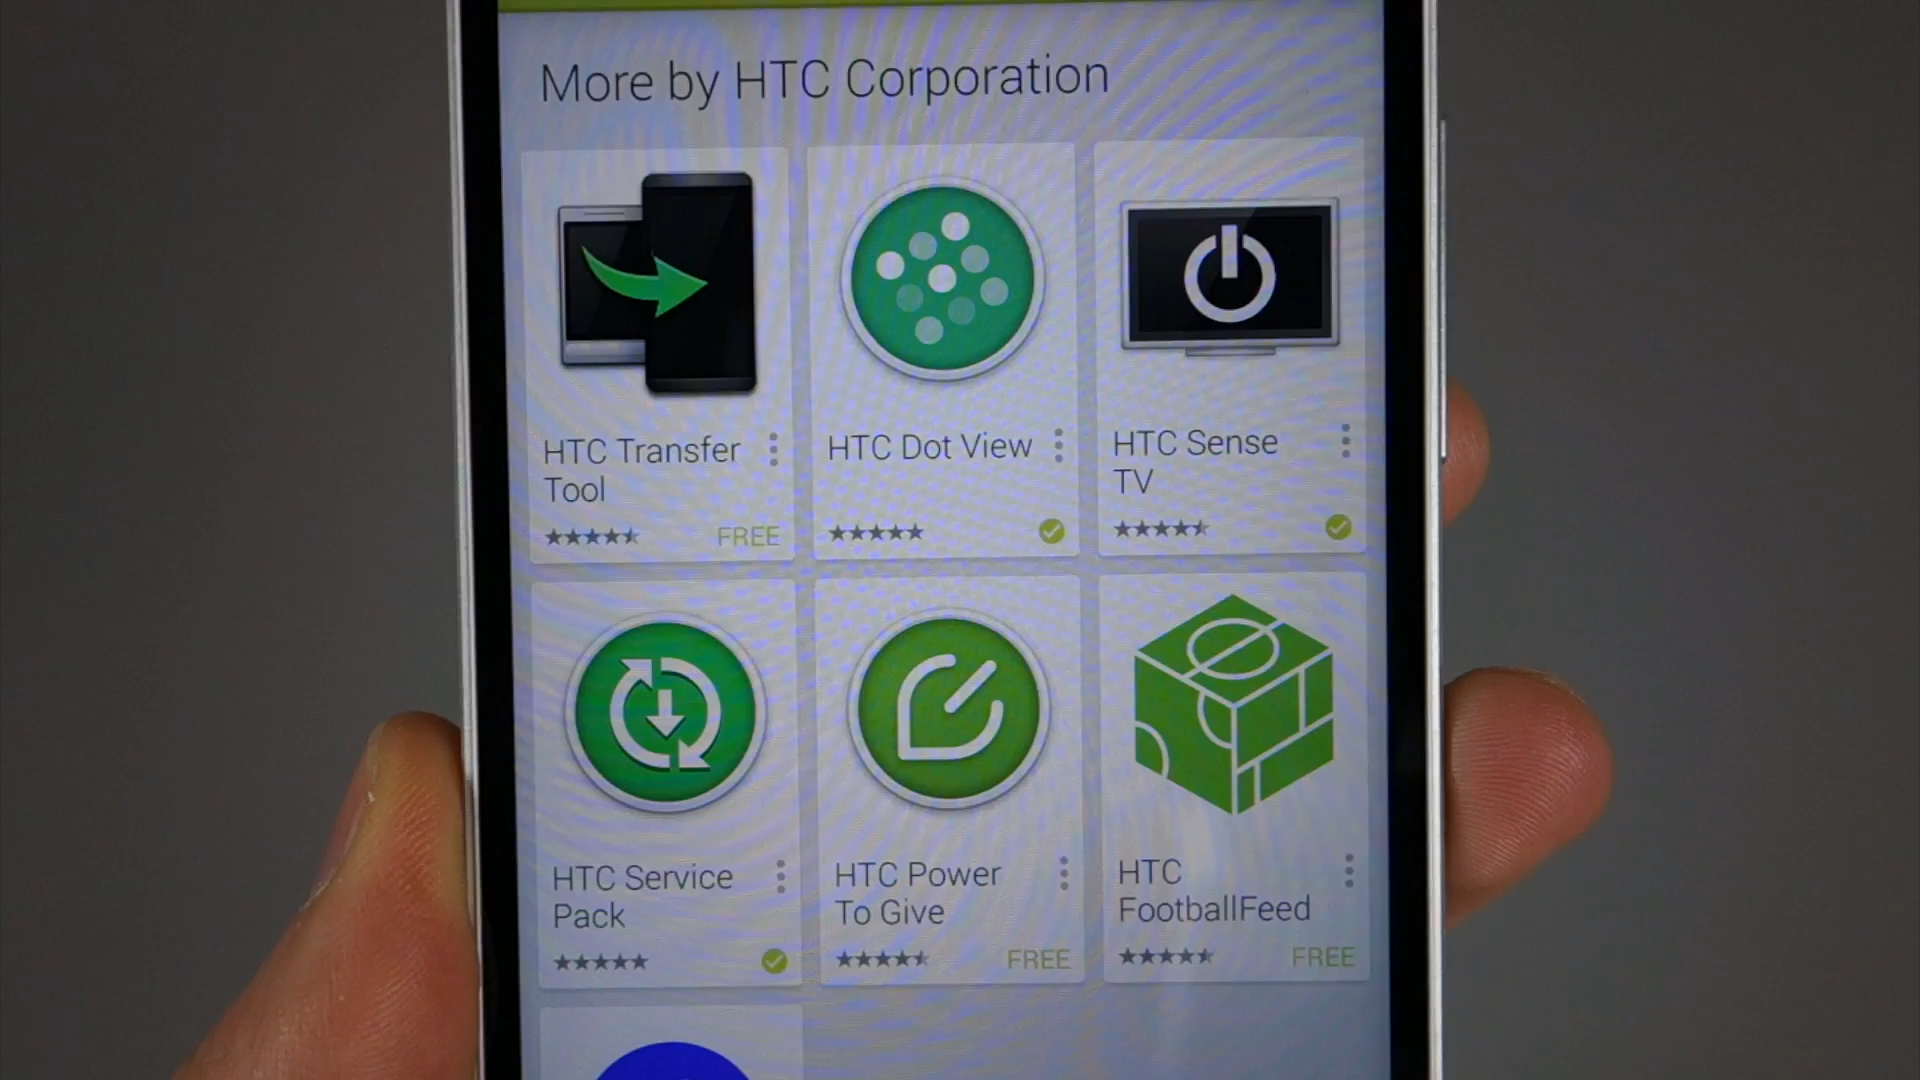 More by HTC Corporation
HTC Transfer
Tool
FREE
HTC Dot View
HTC Sense
TV
HTC Service
Pack
HTC Power
To Give
FREE
HTC
FootballFeed
FREE